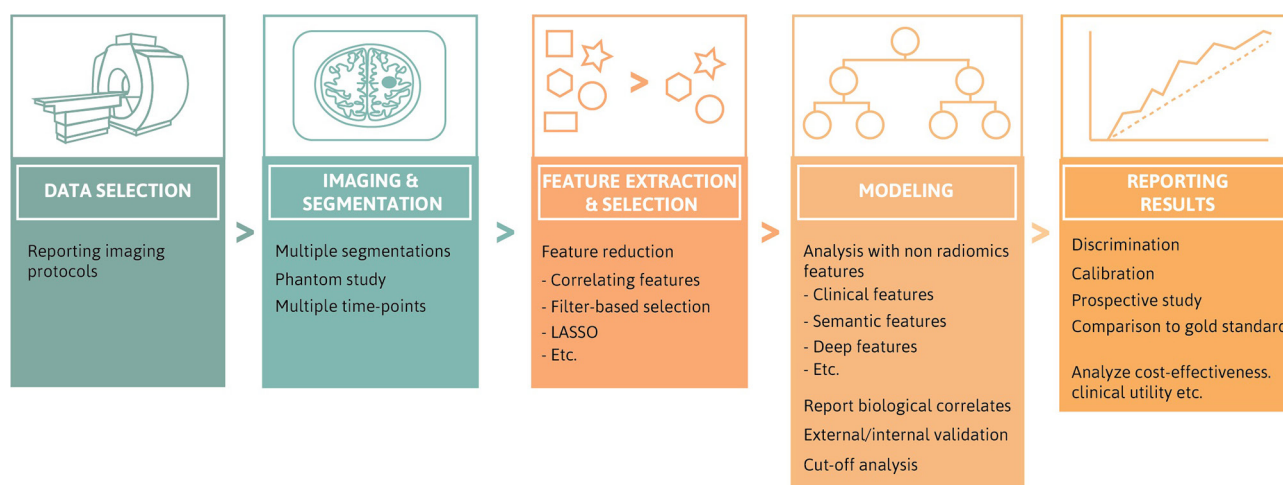 DATA SELECTION
Reporting imaging
protocols
>
IMAGING &
SEGMENTATION
Multiple segmentations
Phantom study
Multiple time-points
>
>
FEATURE EXTRACTION
& SELECTION
Feature reduction
- Correlating features
- Filter-based selection
- LASSO
- Etc.
>
MODELING
Analysis with non radiomics
features
- Clinical features
- Semantic features
- Deep features
- Etc.
Report biological correlates
External/internal validation
Cut-off analysis
>
REPORTING
RESULTS
Discrimination
Calibration
Prospective study
Comparison to gold standard
Analyze cost-effectiveness.
clinical utility etc.